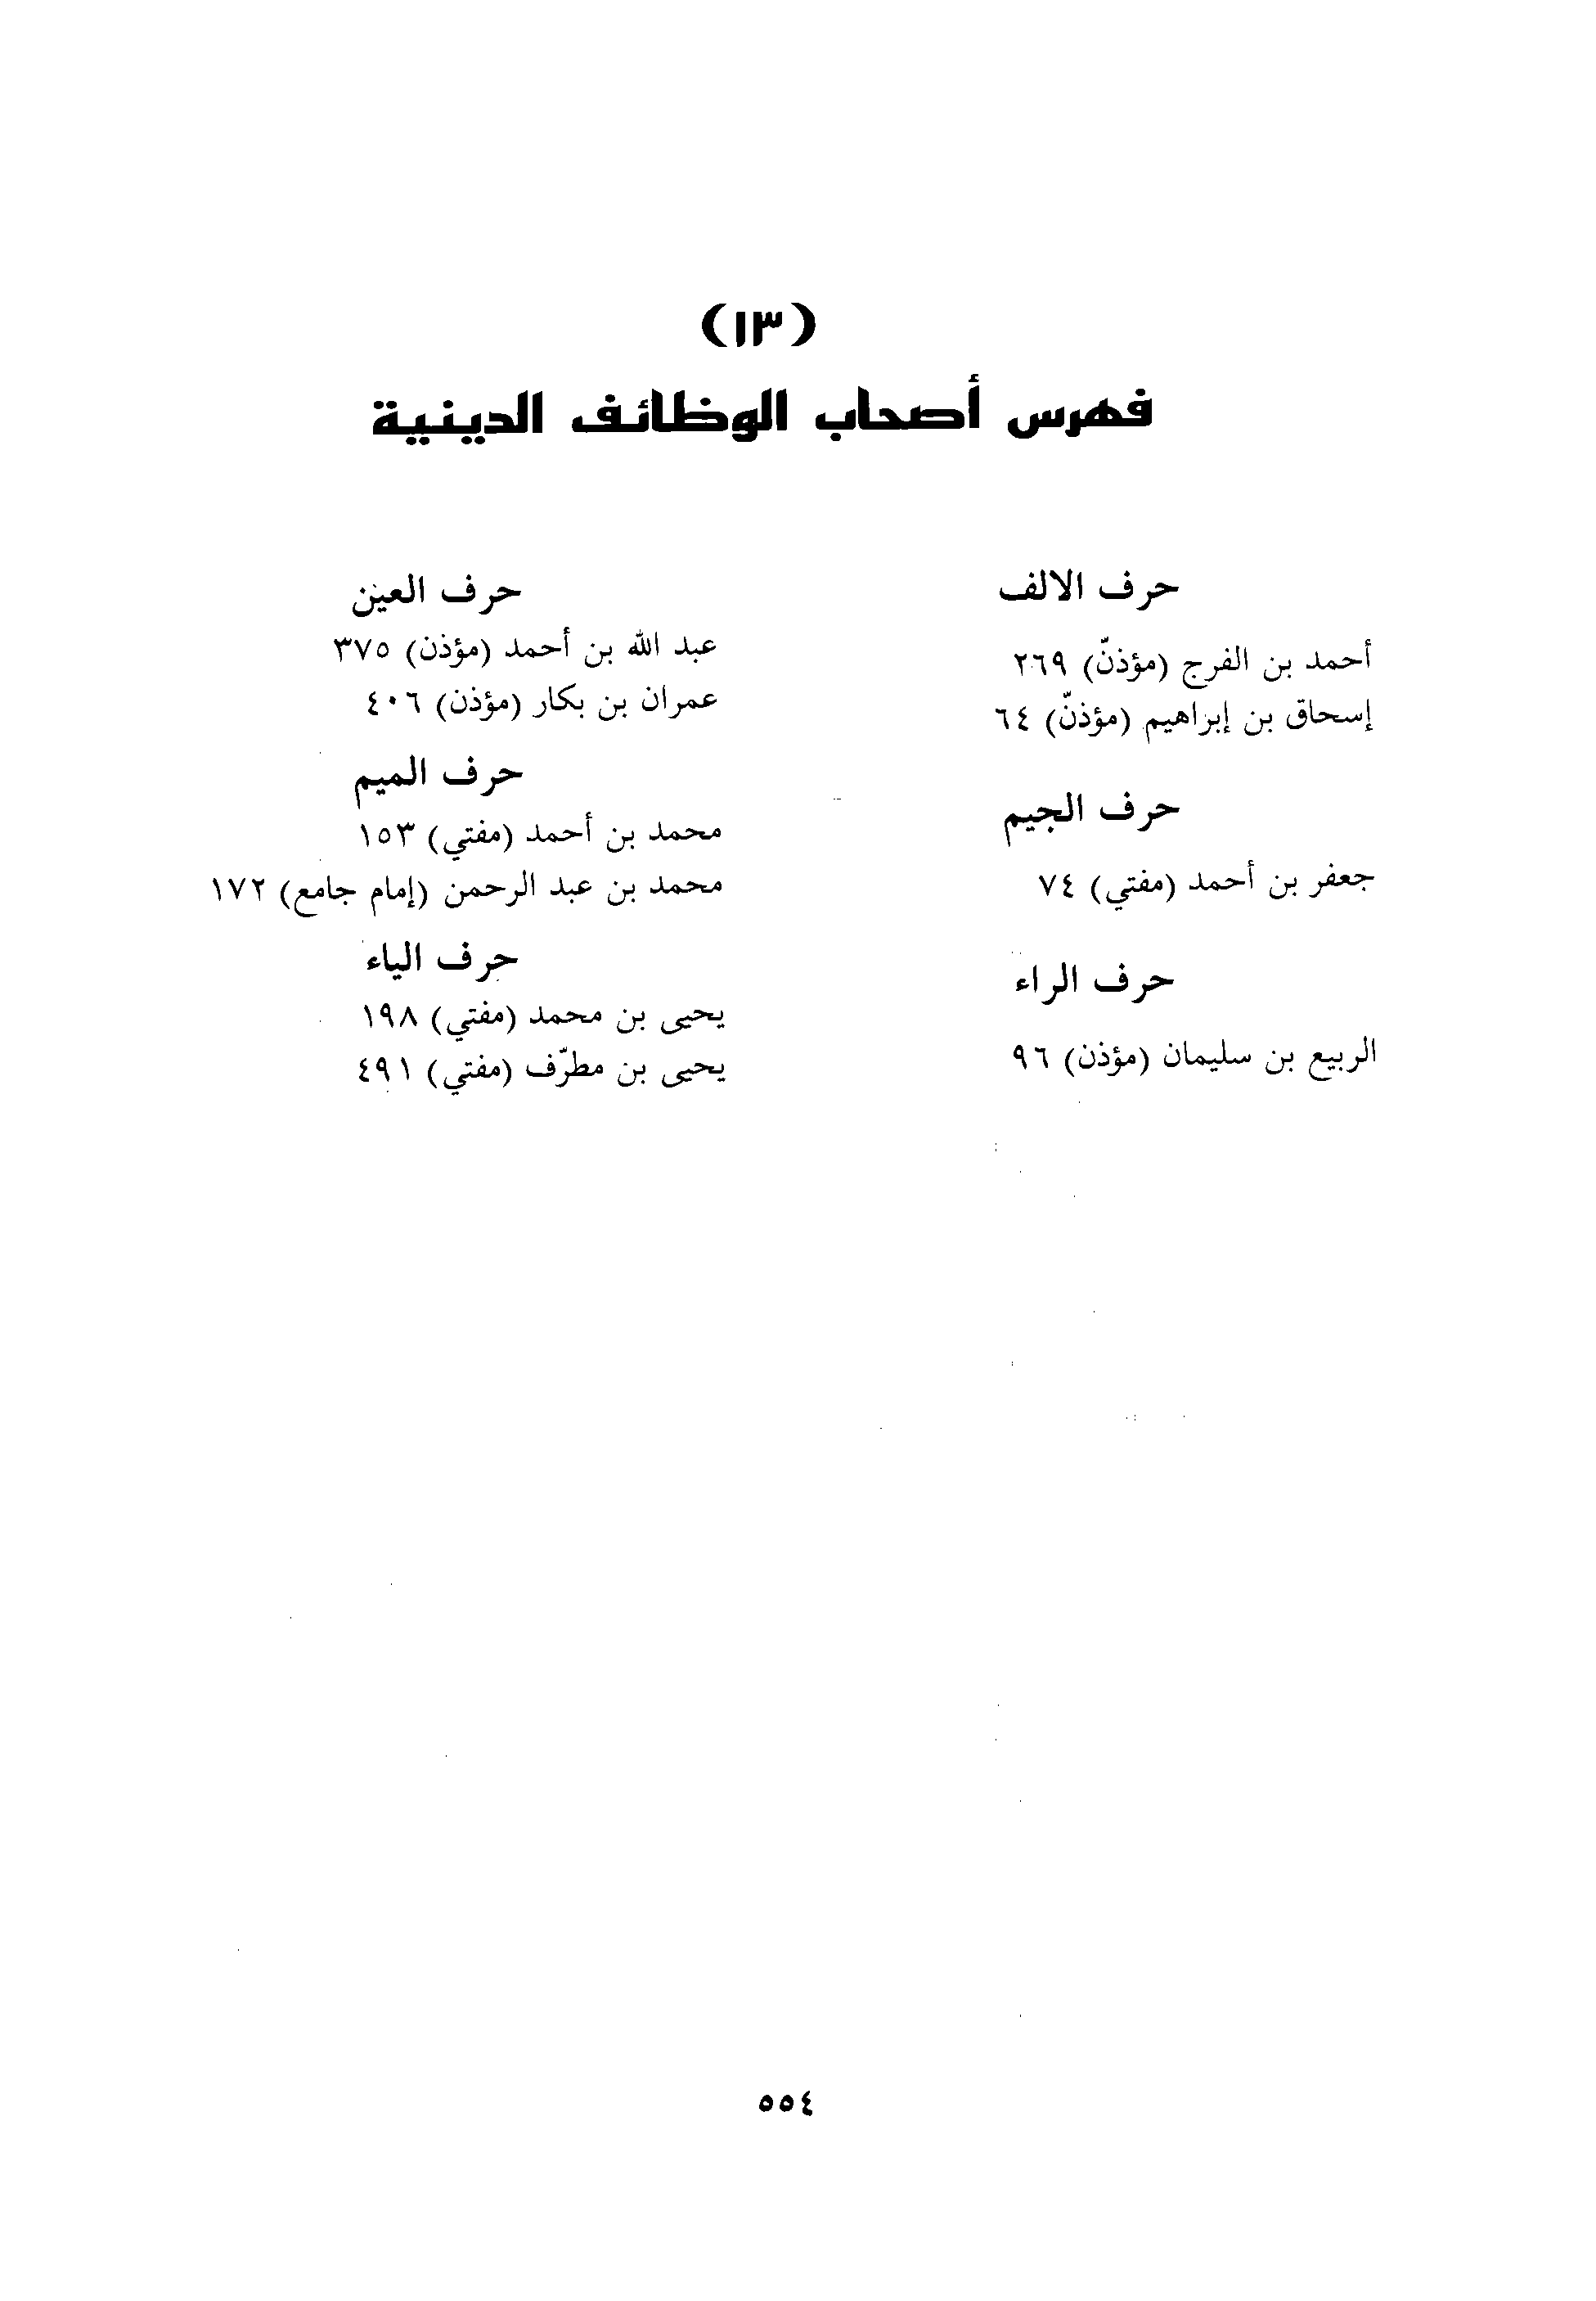 (١٣)
فهرس أصحاب الوظائف الدينية
حرف الالف
أحمد بن الفرج (مؤذنّ) ٢٦٩
إسحاق بن إبراهيم (مؤذنّ) ٦٤
حرف الجيم
جعفر بن أحمد (مفتي) ٧٤
حرف الراء
الربيع بن سليمان (مؤذن) ٩٦
حرف العين
عبد الله بن أحمد (مؤذن) ٣٧٥
عمران بن بكار (مؤذن) ٤٠٦
حرف الميم
محمد بن أحمد (مفتي) ١٥٣
محمد بن عبد الرحمن (إمام جامع) ١٧٢
حرف الياء
يحيى بن محمد (مفتي) ١٩٨
يحيى بن مطرّف (مفتي) ٤٩١
٥٥٤